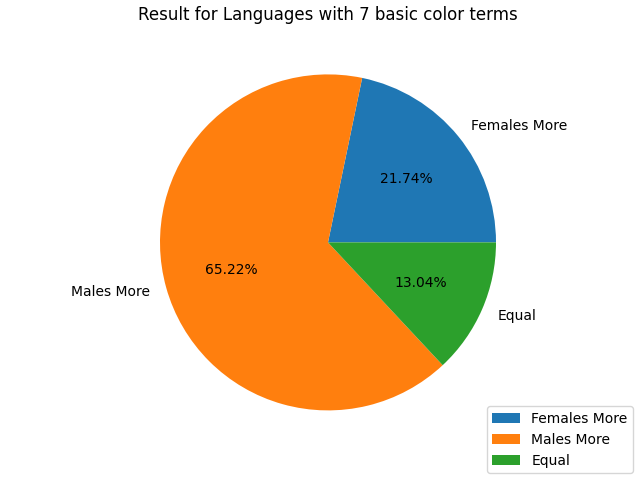 Result for Languages with 7 basic color terms
Females More
21.74%
65.22%
13.04%
Males More
Equal
Females More
Males More
Equal